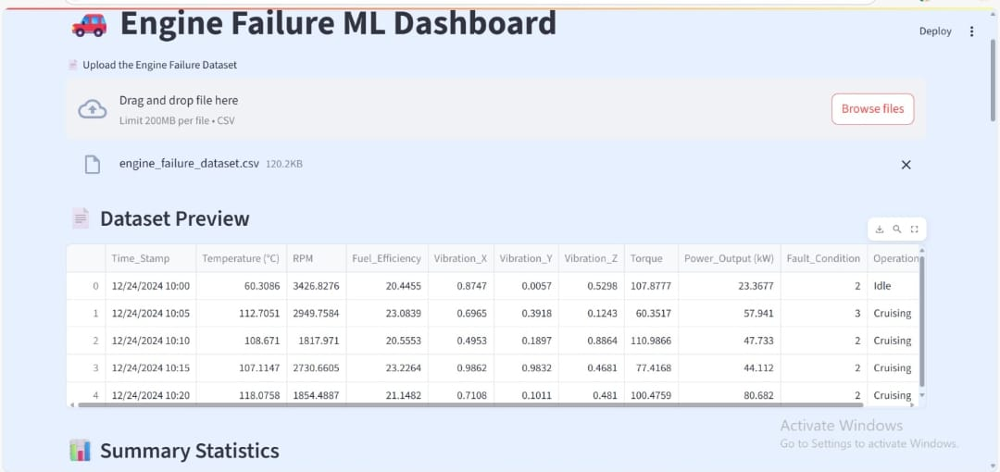 Engine Failure ML Dashboard
Deploy
Upload the Engine Failure Dataset
Drag and drop file here
Limit 200MB per file • CSV
Browse files
engine_failure_dataset.csv 120.2KB
Dataset Preview
Time_Stamp Temperature (°C) RPM Fuel_Efficiency Vibration_X Vibration_Y Vibration_Z Torque Power_Output (kW) Fault_Condition Operation
0 12/24/2024 10:00 60.3086 3426.8276 20.4455 0.8747 0.0057 0.5298 107.8777 23.3677 2 Idle
1 12/24/2024 10:05 112.7051 2949.7584 23.0839 0.6965 0.3918 0.1243 60.3517 57.941 3 Cruising
2 12/24/2024 10:10 108.671 1817.971 20.5553 0.4953 0.1897 0.8864 110.9866 47.733 2 Cruising
3 12/24/2024 10:15 107.1147 2730.6605 23.2264 0.9862 0.9832 0.4681 77.4168 44.112 2 Cruising
4 12/24/2024 10:20 118.0758 1854.4887 21.1482 0.7108 0.1011 0.481 100.4759 80.682 2 Cruising
Activate Windows
Go to Settings to activate Windows.
Summary Statistics